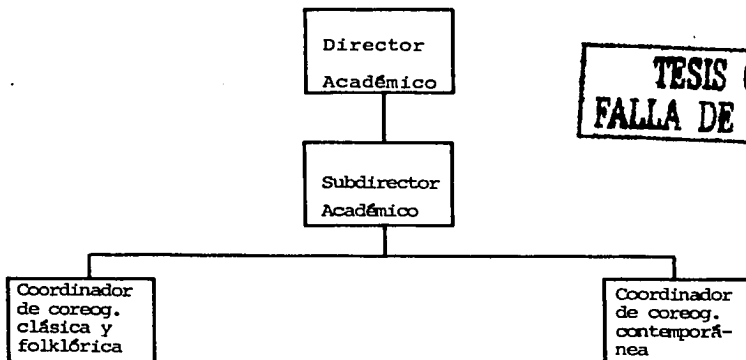 Director
Académico
TESIS
FALLA DE
Subdirector
Académico
Coordinador
de coreog.
clásica y
folklórica
Coordinador
de coreog.
contemporá-
nea